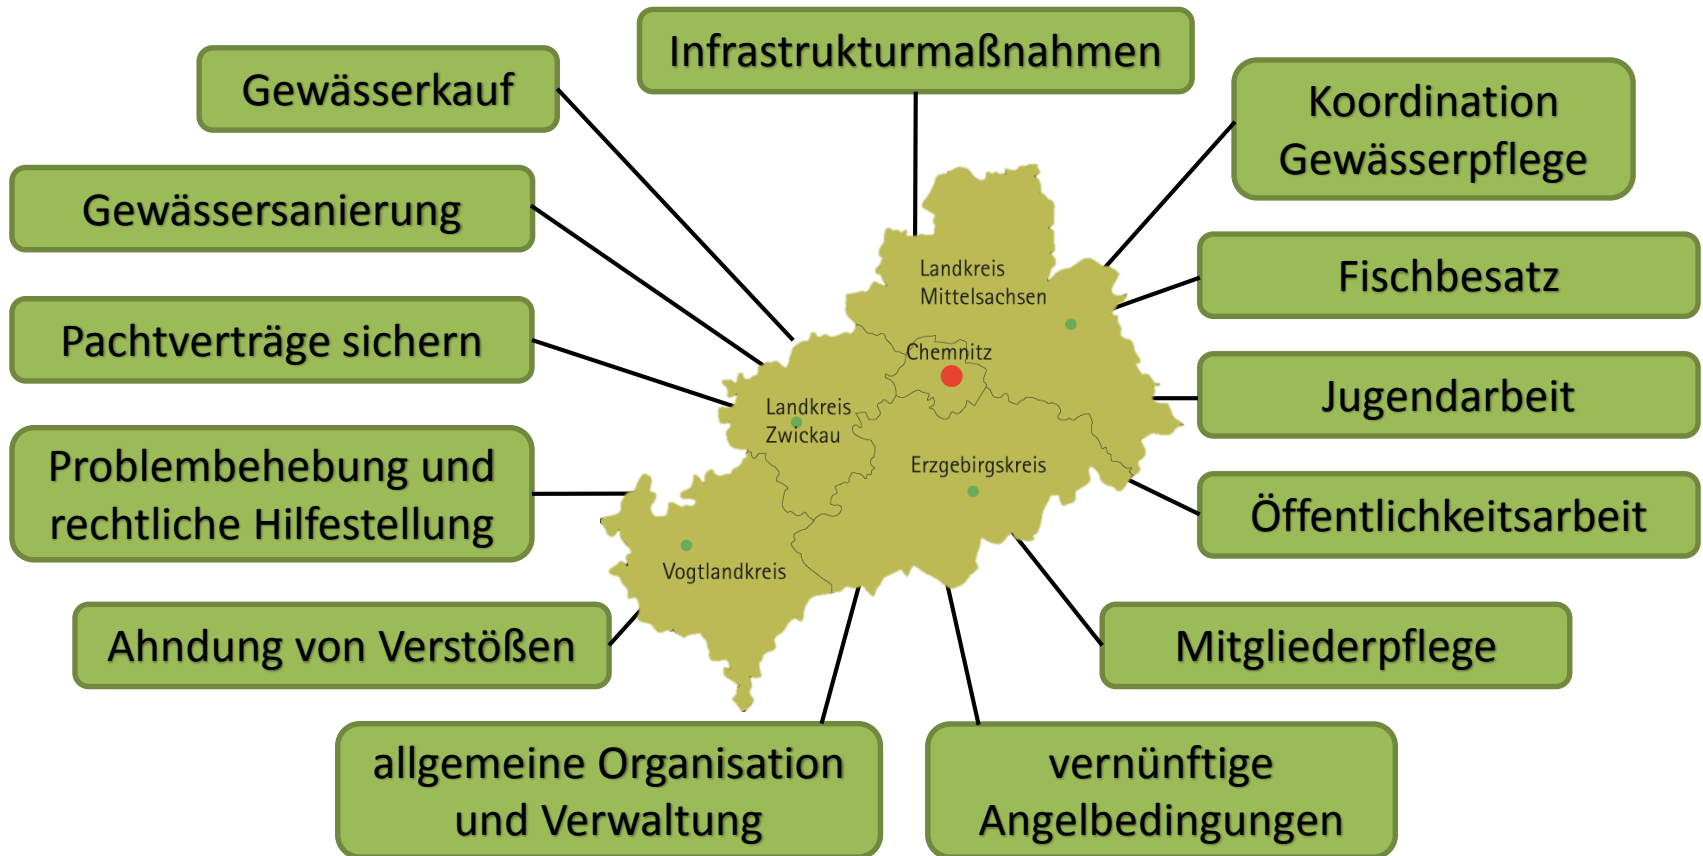 Infrastrukturmaßnahmen
Gewässerkauf
Koordination
Gewässerpflege
Gewässersanierung
Fischbesatz
Landkreis
Mittelsachsen
Pachtverträge sichern
Chemnitz
Jugendarbeit
Landkreis
Zwickau
Problembehebung und
rechtliche Hilfestellung
Erzgebirgskreis
Öffentlichkeitsarbeit
Vogtlandkreis
Ahndung von Verstößen
Mitgliederpflege
allgemeine Organisation
und Verwaltung
vernünftige
Angelbedingungen